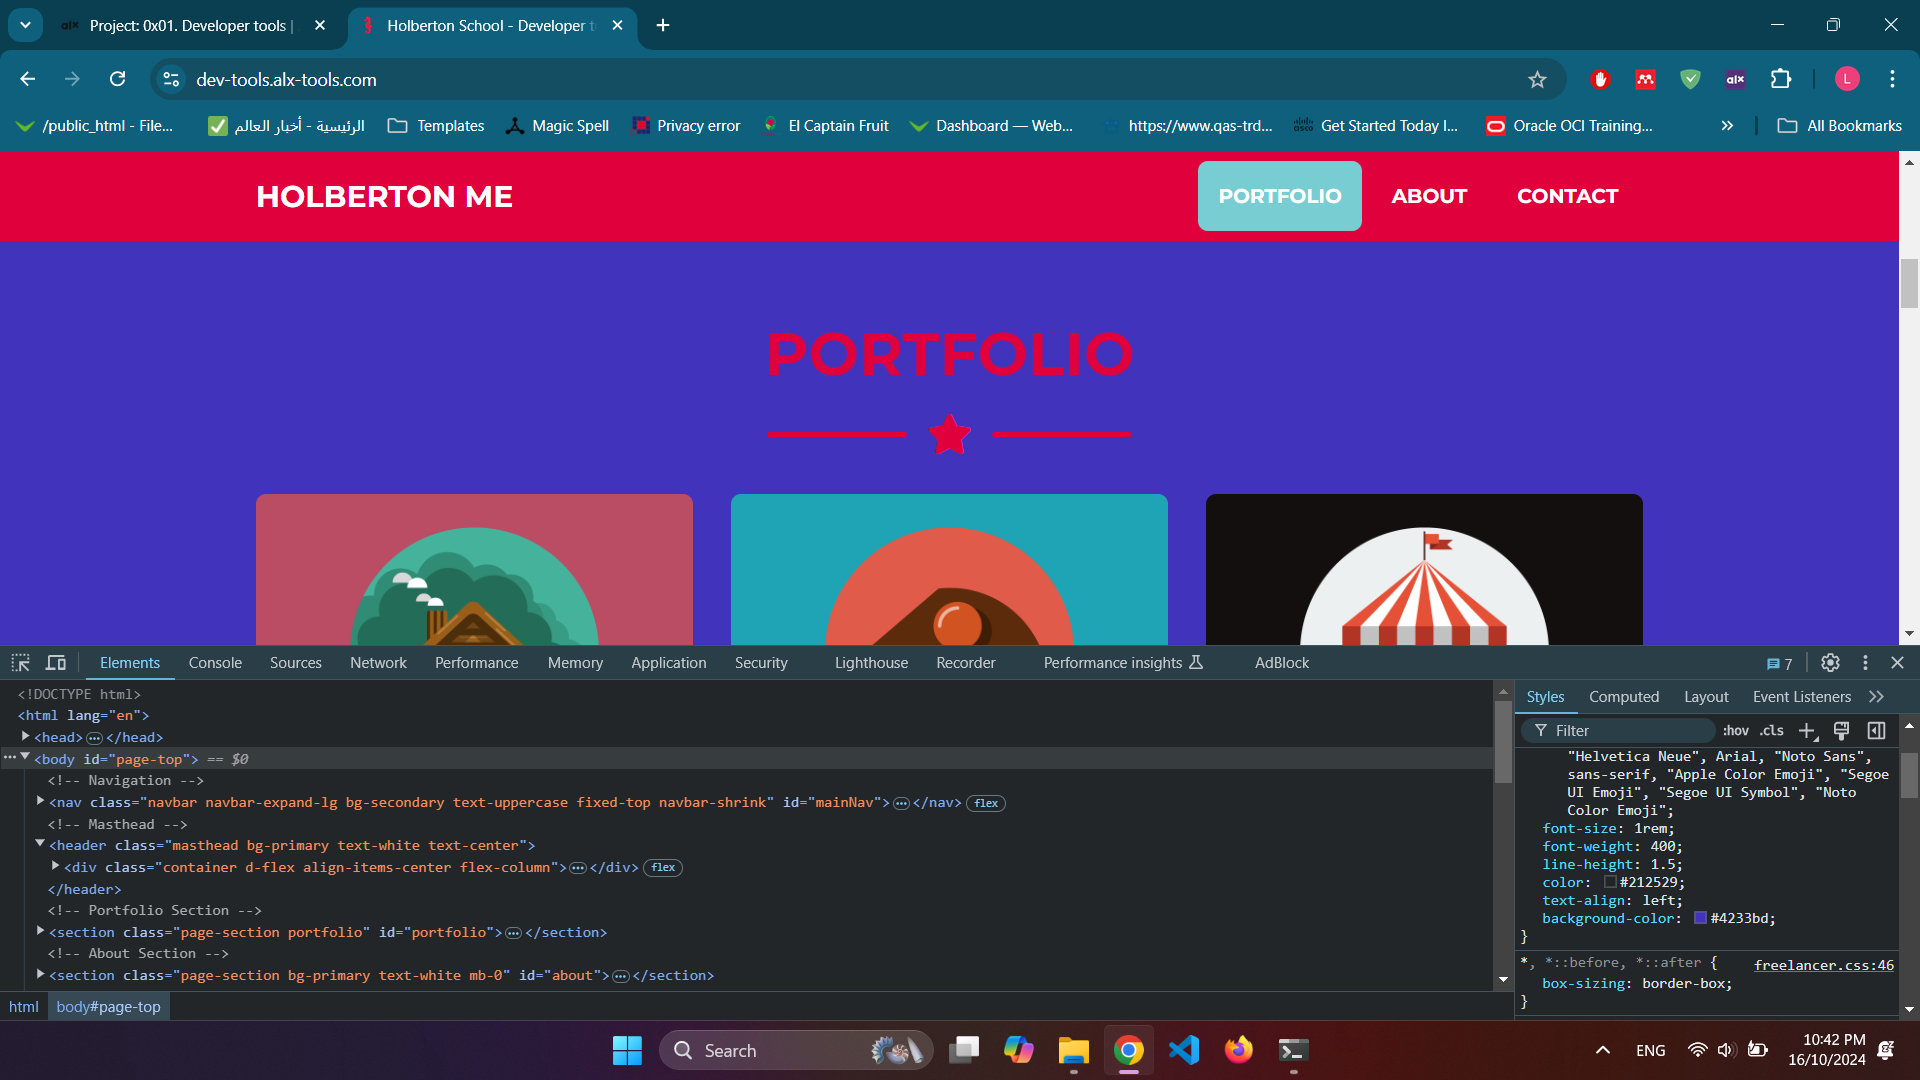 alx Project: 0x01. Developer tools |
Holberton School - Developer t
dev-tools.alx-tools.com
alx
L
/public_html - File...
الرئيسية - أخبار العالم
Templates
Magic Spell
Privacy error
El Captain Fruit
Dashboard — Web...
https://www.qas-trd...
cisco Get Started Today I...
Oracle OCI Training...
All Bookmarks
HOLBERTON ME
PORTFOLIO
ABOUT
CONTACT
PORTFOLIO
Elements
Console
Sources
Network
Performance
Memory
Application
Security
Lighthouse
Recorder
Performance insights
AdBlock
7
<!DOCTYPE html>
<html lang="en">
<head>…</head>
<body id="page-top"> == $0
<!-- Navigation -->
<nav class="navbar navbar-expand-lg bg-secondary text-uppercase fixed-top navbar-shrink" id="mainNav">…</nav> flex
<!-- Masthead -->
<header class="masthead bg-primary text-white text-center">
<div class="container d-flex align-items-center flex-column">…</div> flex
</header>
<!-- Portfolio Section -->
<section class="page-section portfolio" id="portfolio">…</section>
<!-- About Section -->
<section class="page-section bg-primary text-white mb-0" id="about">…</section>
html
body#page-top
Styles
Computed
Layout
Event Listeners
Filter
:hov
.cls
"Helvetica Neue", Arial, "Noto Sans",
sans-serif, "Apple Color Emoji", "Segoe
UI Emoji", "Segoe UI Symbol", "Noto
Color Emoji";
font-size: 1rem;
font-weight: 400;
line-height: 1.5;
color: #212529;
text-align: left;
background-color: #4233bd;
}
*, *::before, *::after { freelancer.css:46
box-sizing: border-box;
}
Search
ENG
10:42 PM
16/10/2024